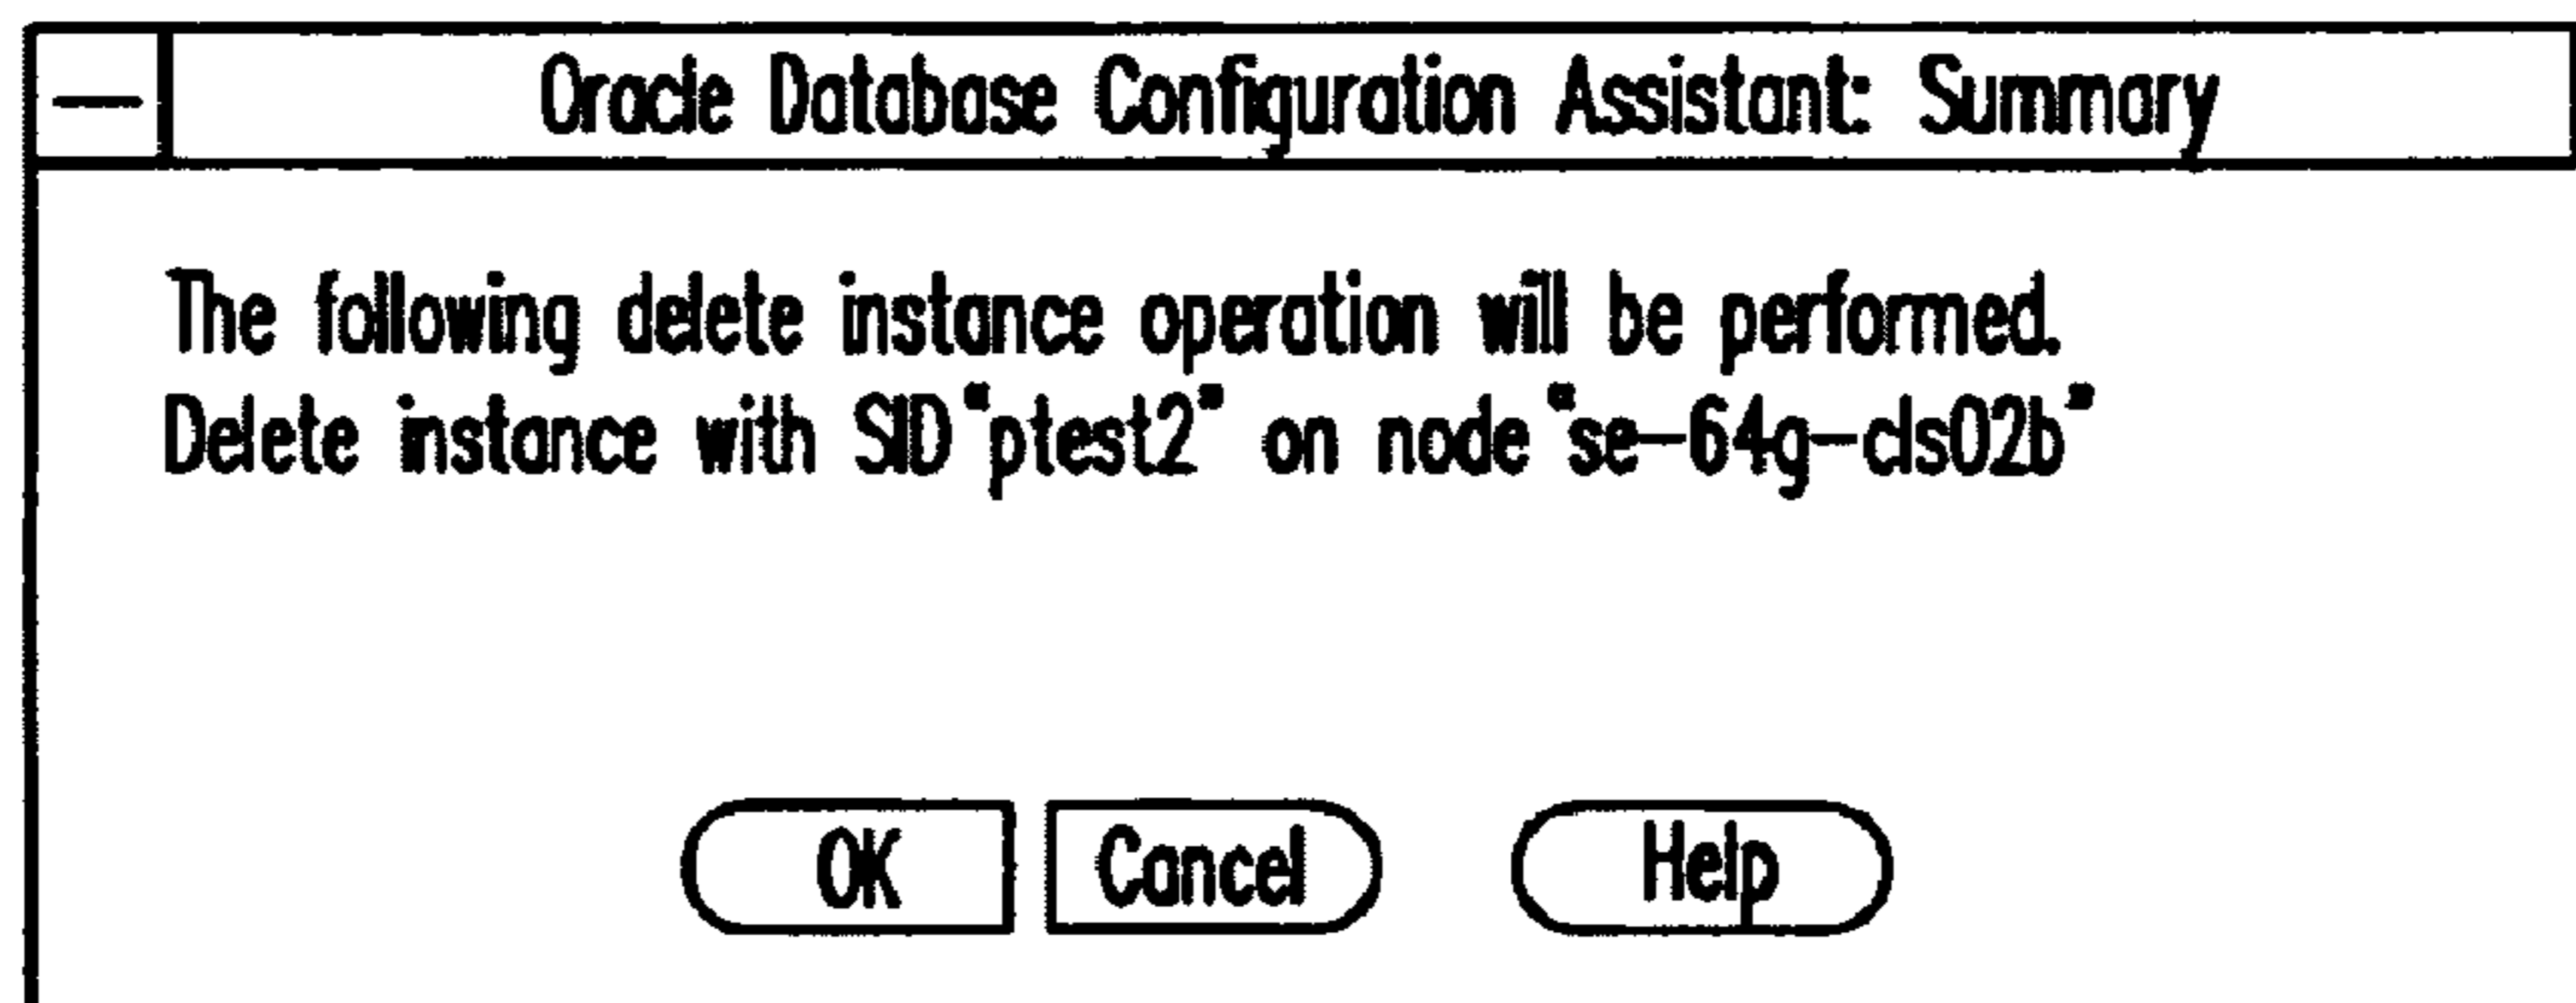 Oracle Database Configuration Assistant: Summary
The following delete instance operation will be performed.
Delete instance with SID "ptest2" on node "se-64g-cls02b"
OK Cancel Help